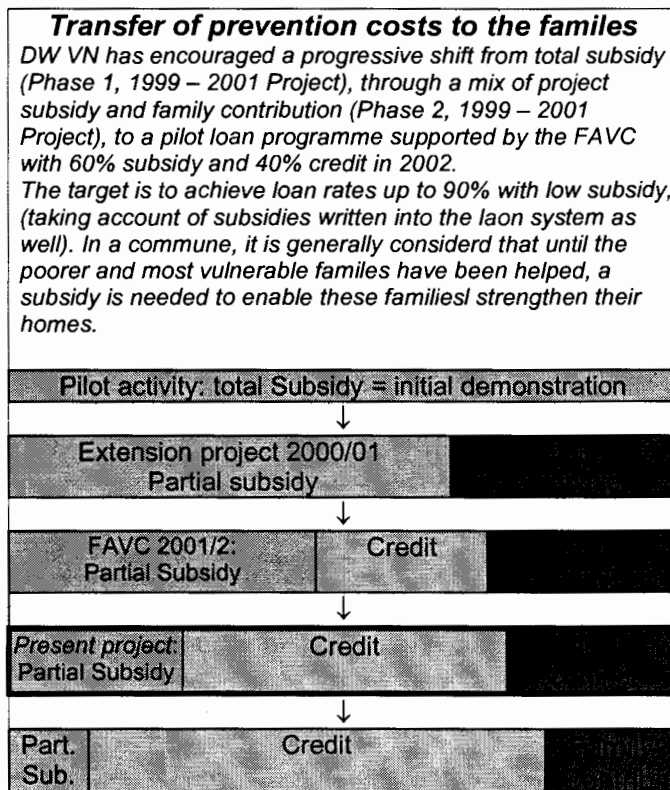 Transfer of prevention costs to the familes
DW VN has encouraged a progressive shift from total subsidy
(Phase 1, 1999 – 2001 Project), through a mix of project
subsidy and family contribution (Phase 2, 1999 – 2001
Project), to a pilot loan programme supported by the FAVC
with 60% subsidy and 40% credit in 2002.
The target is to achieve loan rates up to 90% with low subsidy,
(taking account of subsidies written into the laon system as
well). In a commune, it is generally considerd that until the
poorer and most vulnerable familes have been helped, a
subsidy is needed to enable these familiesl strengthen their
homes.
Pilot activity: total Subsidy = initial demonstration
↓
Extension project 2000/01
Partial subsidy
↓
FAVC 2001/2: Credit
Partial Subsidy
↓
Present project: Credit
Partial Subsidy
↓
Part. Credit
Sub.